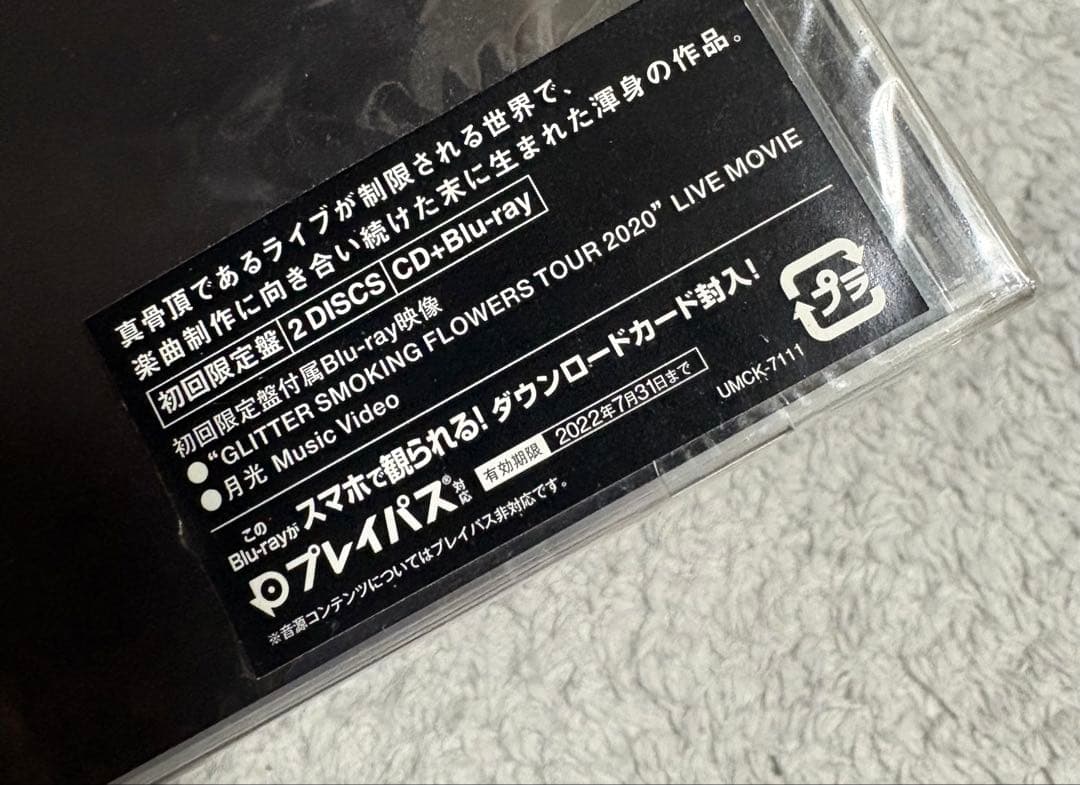 真骨頂であるライブが制限される世界で、
楽曲制作に向き合い続けた末に生まれた渾身の作品。
初回限定盤 2 DISCS CD+Blu-ray
初回限定盤付属Blu-ray映像
●“GLITTER SMOKING FLOWERS TOUR 2020” LIVE MOVIE
●月光 Music Video
このBlu-rayがスマホで観られる!ダウンロードカード封入!
プレイパス®対応 有効期限 2022年7月31日まで
※音源コンテンツについてはプレイパス非対応です。
プラ
UMCK-7111